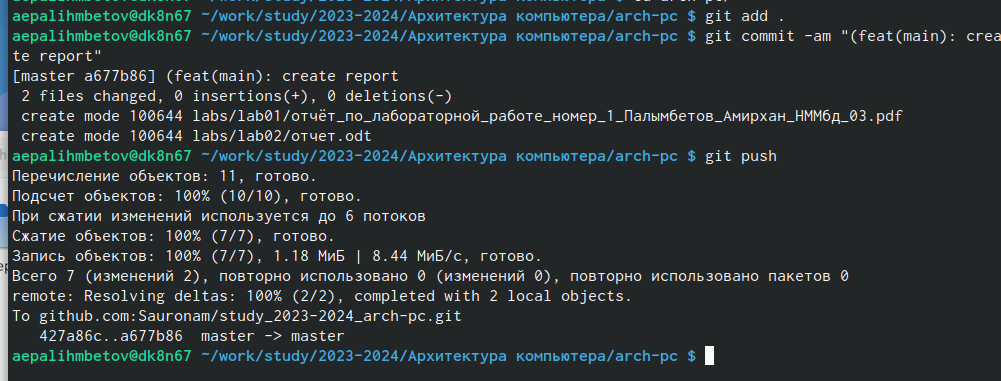 aepalihmbetov@dk8n67 ~/work/study/2023-2024/Архитектура компьютера/arch-pc $ git add .
aepalihmbetov@dk8n67 ~/work/study/2023-2024/Архитектура компьютера/arch-pc $ git commit -am "(feat(main): crea
te report"
[master a677b86] (feat(main): create report
 2 files changed, 0 insertions(+), 0 deletions(-)
 create mode 100644 labs/lab01/отчёт_по_лабораторной_работе_номер_1_Палымбетов_Амирхан_НММбд_03.pdf
 create mode 100644 labs/lab02/отчет.odt
aepalihmbetov@dk8n67 ~/work/study/2023-2024/Архитектура компьютера/arch-pc $ git push
Перечисление объектов: 11, готово.
Подсчет объектов: 100% (10/10), готово.
При сжатии изменений используется до 6 потоков
Сжатие объектов: 100% (7/7), готово.
Запись объектов: 100% (7/7), 1.18 МиБ | 8.44 МиБ/с, готово.
Всего 7 (изменений 2), повторно использовано 0 (изменений 0), повторно использовано пакетов 0
remote: Resolving deltas: 100% (2/2), completed with 2 local objects.
To github.com:Sauronam/study_2023-2024_arch-pc.git
   427a86c..a677b86  master -> master
aepalihmbetov@dk8n67 ~/work/study/2023-2024/Архитектура компьютера/arch-pc $